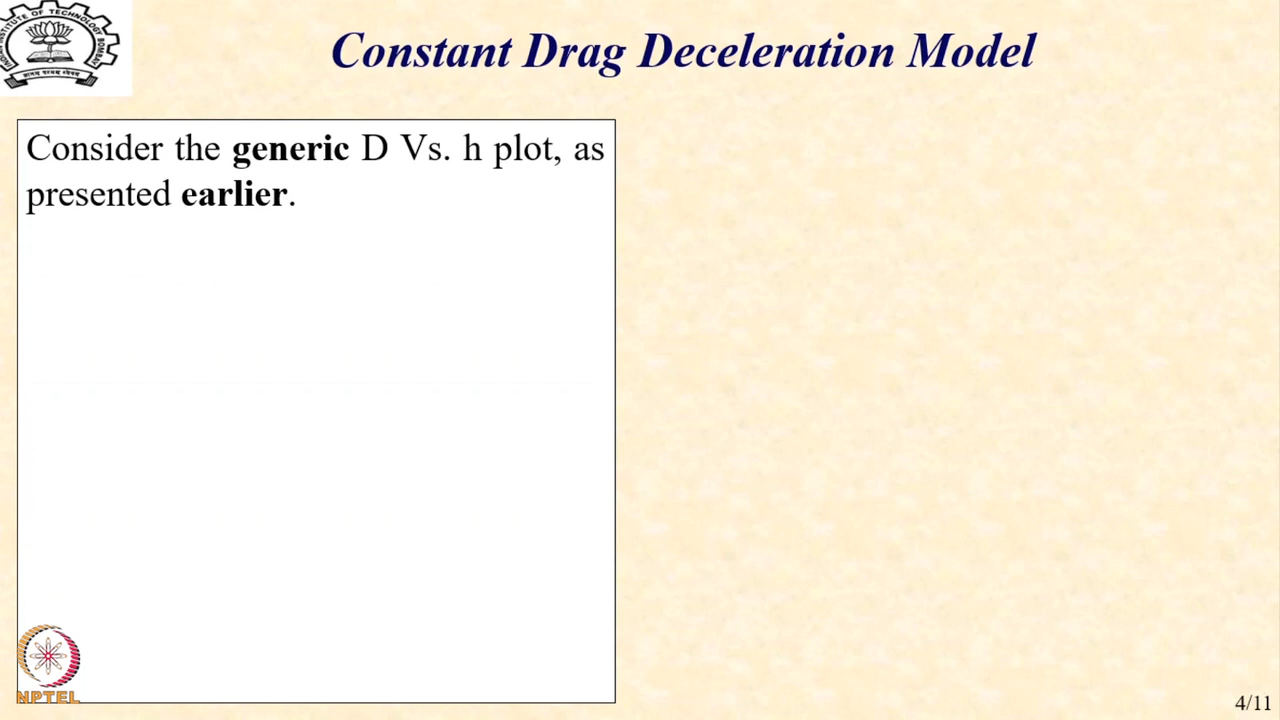 Constant Drag Deceleration Model
Consider the generic D Vs. h plot, as
presented earlier.
NPTEL
4/11